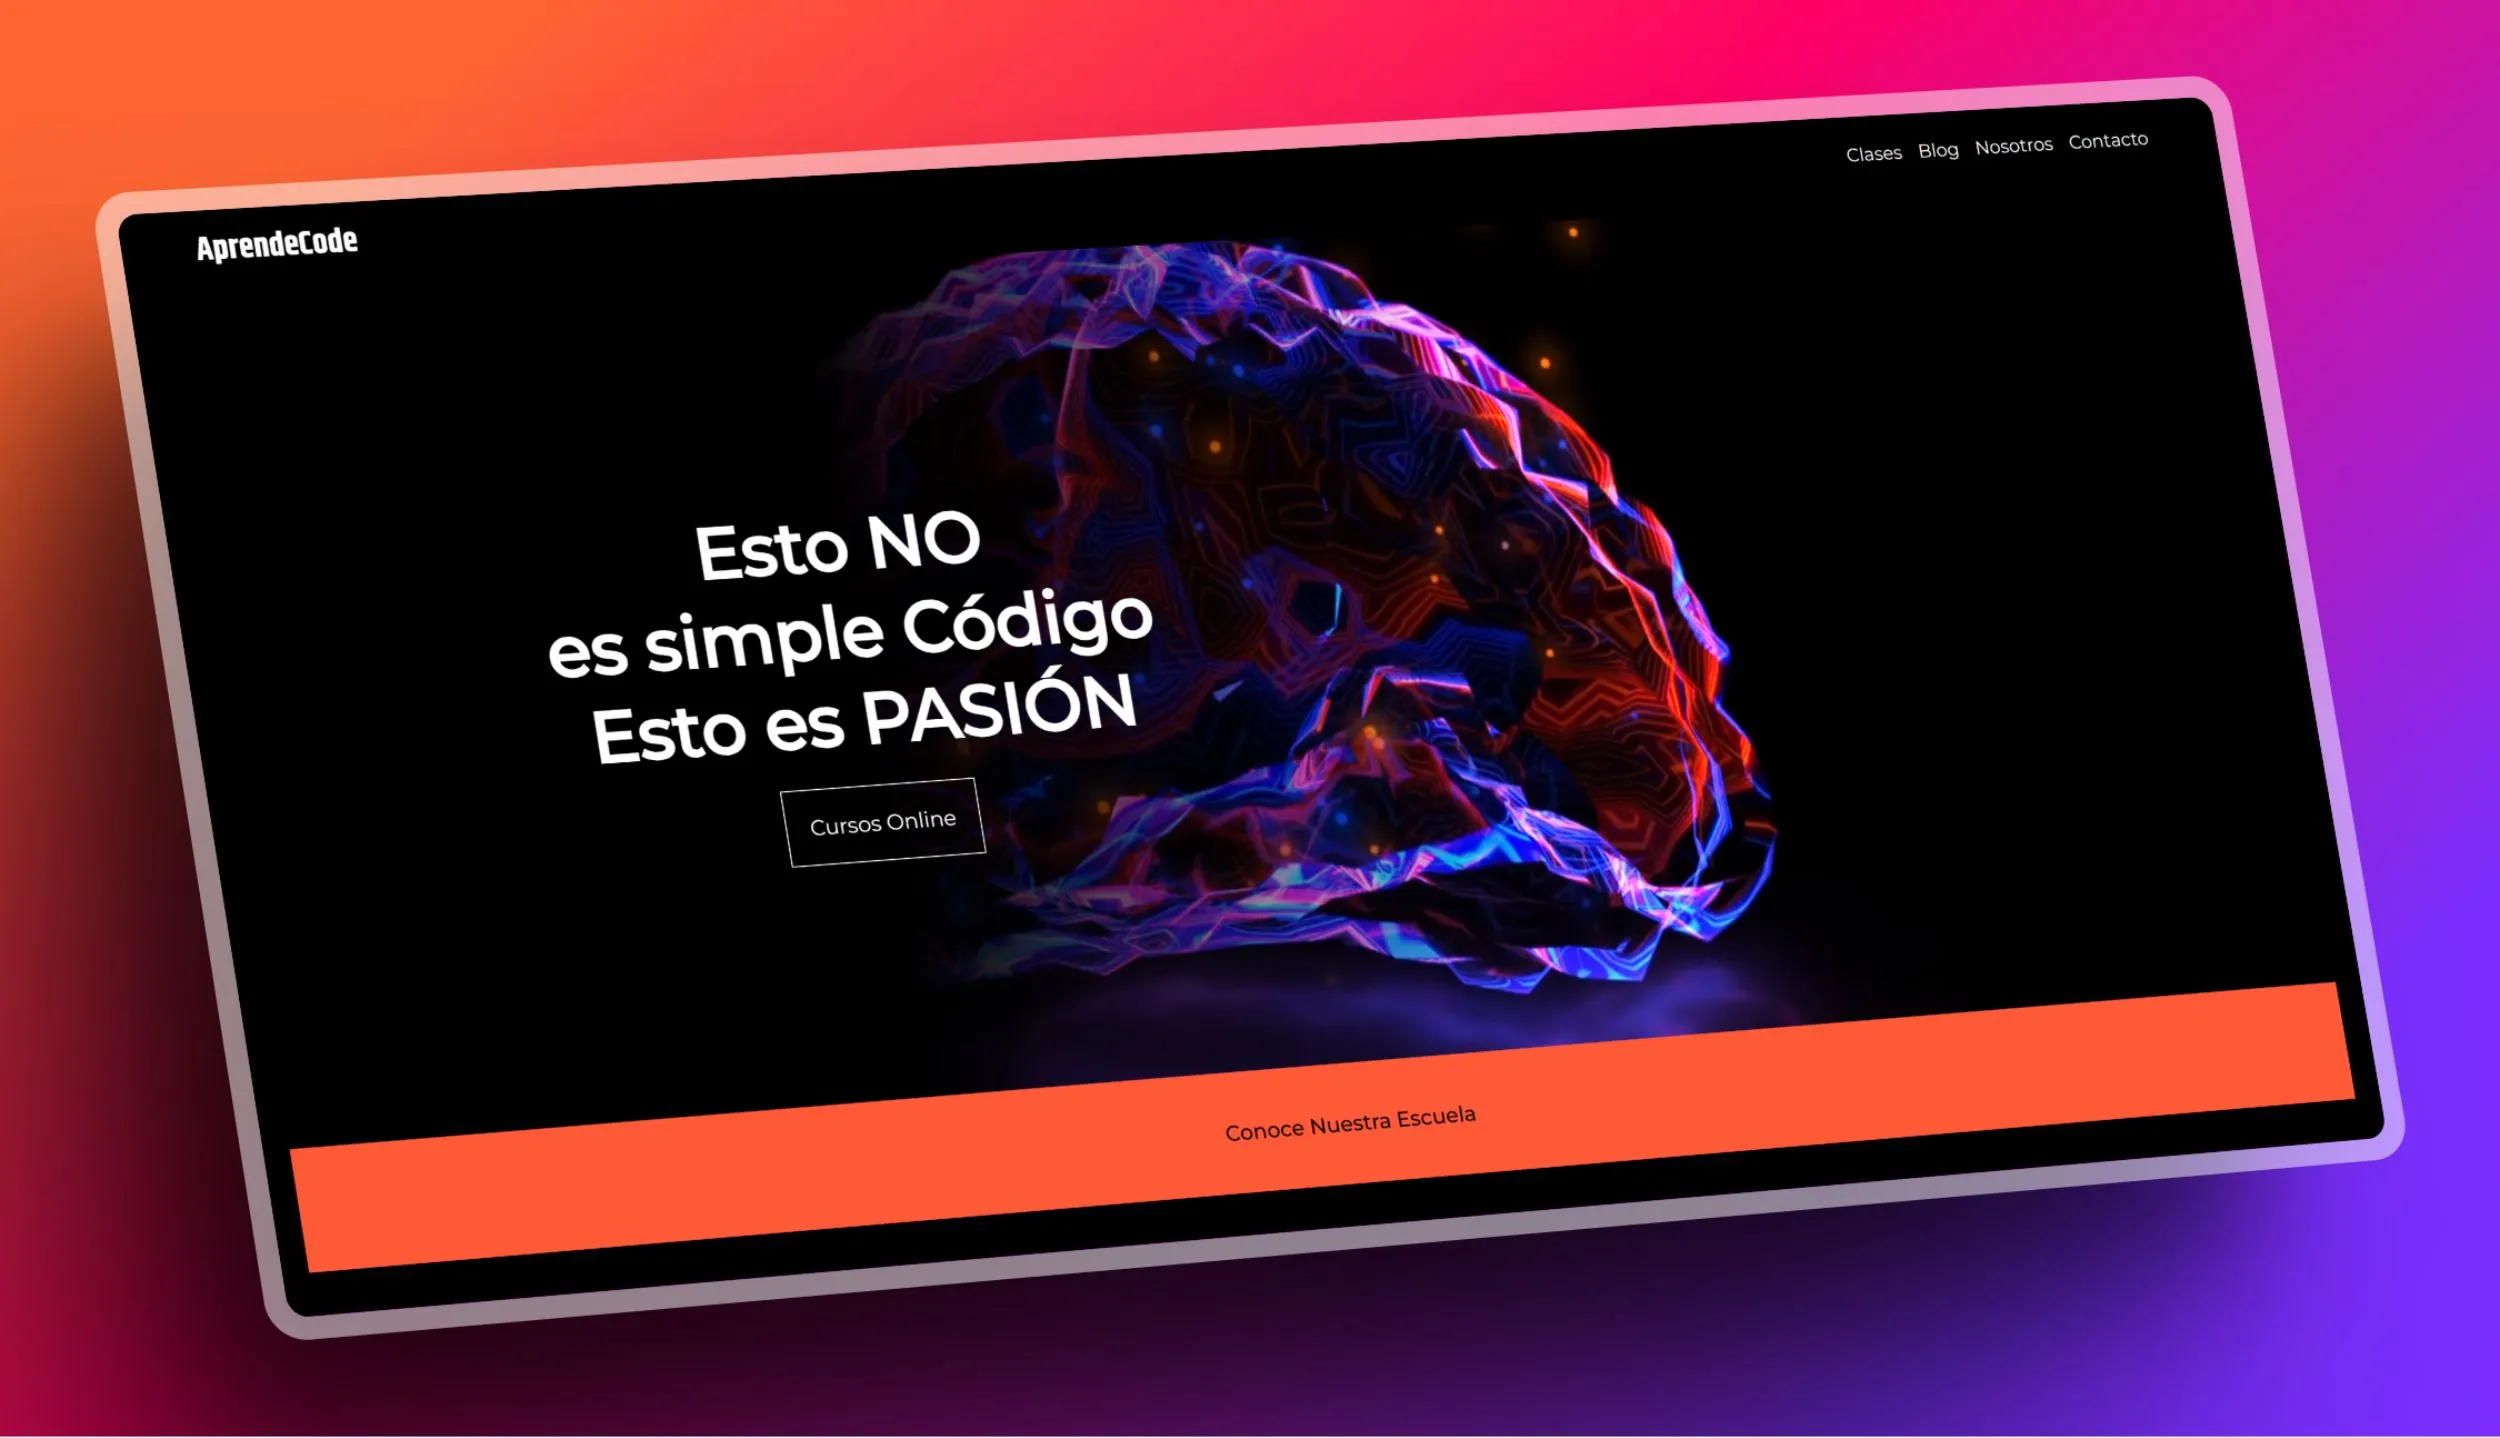 AprendeCode
Clases Blog Nosotros Contacto
Esto NO
es simple Código
Esto es PASIÓN
Cursos Online
Conoce Nuestra Escuela